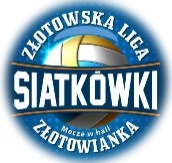 ZŁOTOWSKA LIGA
SIATKÓWKI
Mecze w hali
ZŁOTOWIANKA